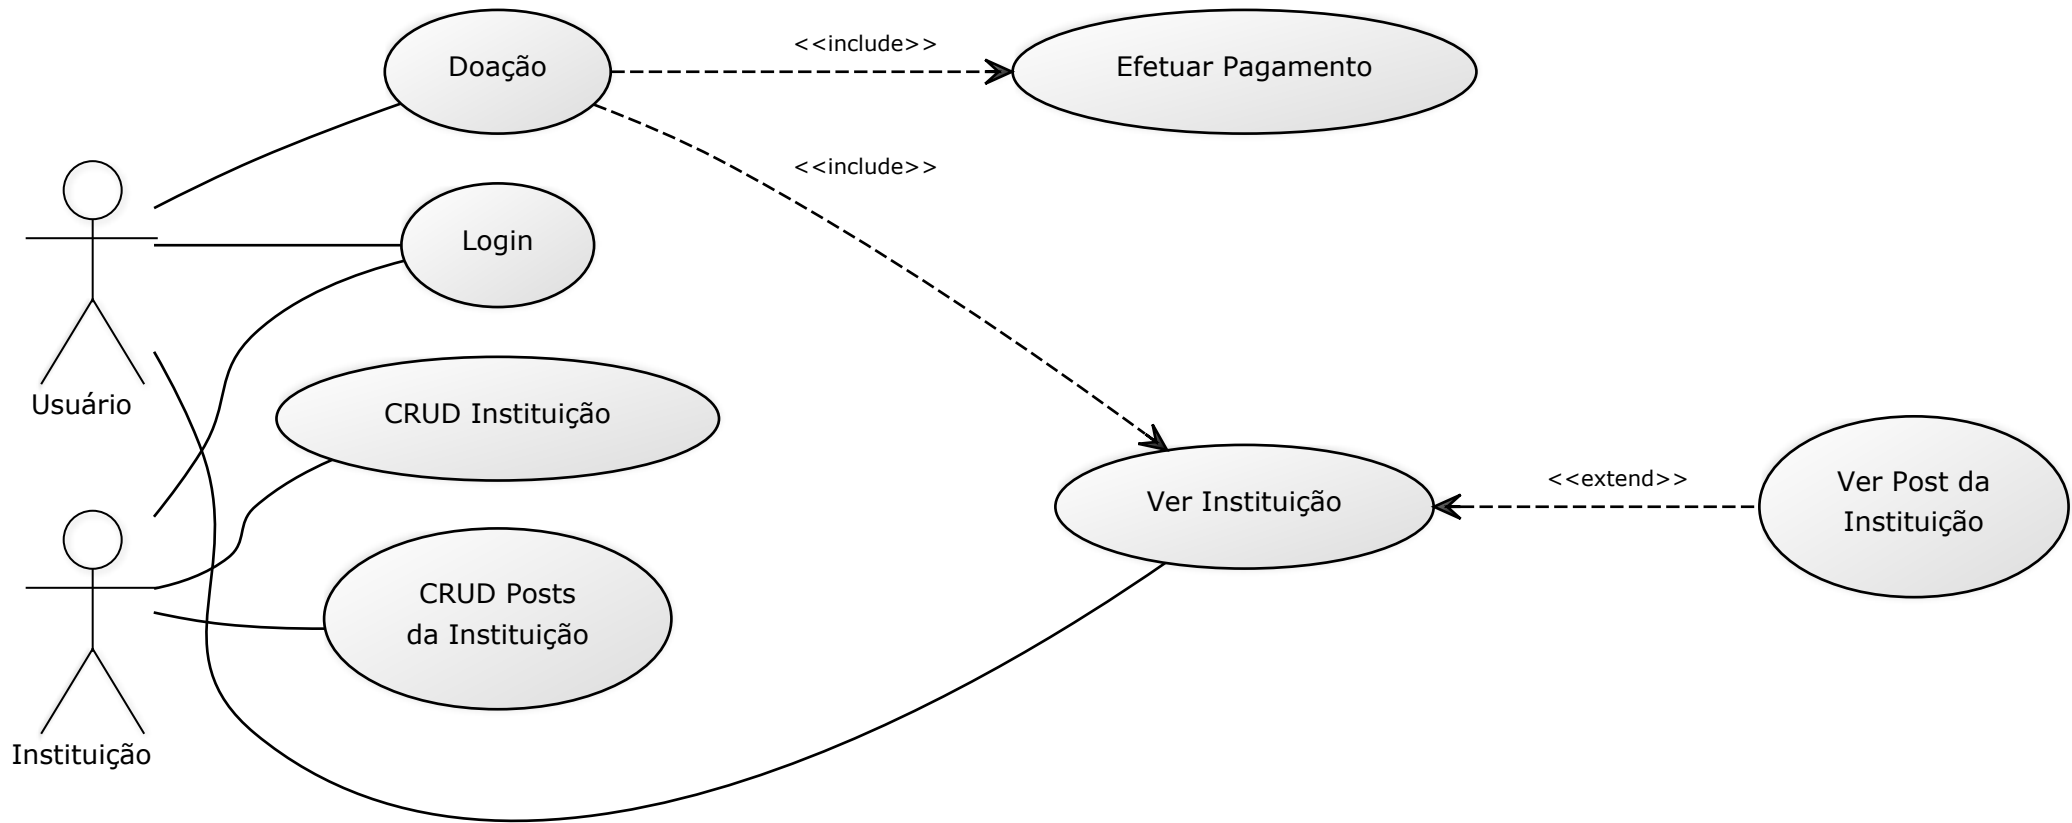 Doação
<<include>>
Efetuar Pagamento
<<include>>
Login
Usuário
CRUD Instituição
Ver Instituição
<<extend>>
Ver Post da
Instituição
CRUD Posts
da Instituição
Instituição